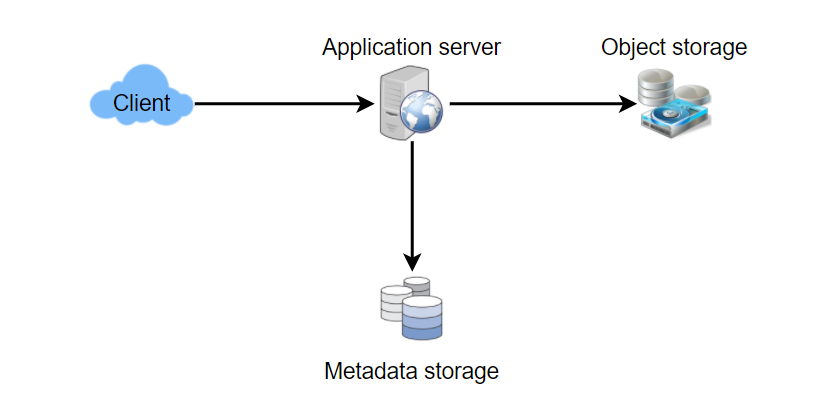 Application server
Object storage
Client
Metadata storage